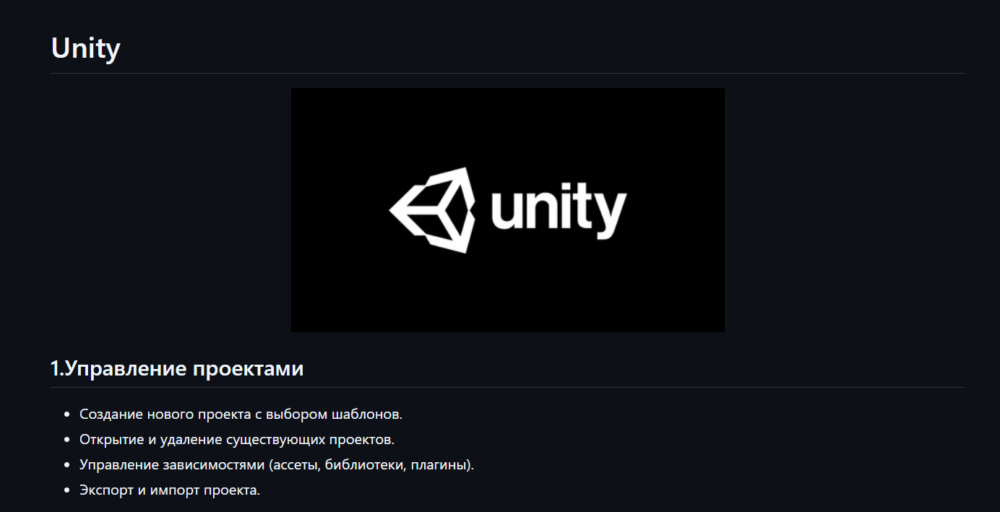 Unity
unity
1.Управление проектами
Создание нового проекта с выбором шаблонов.
Открытие и удаление существующих проектов.
Управление зависимостями (ассеты, библиотеки, плагины).
Экспорт и импорт проекта.